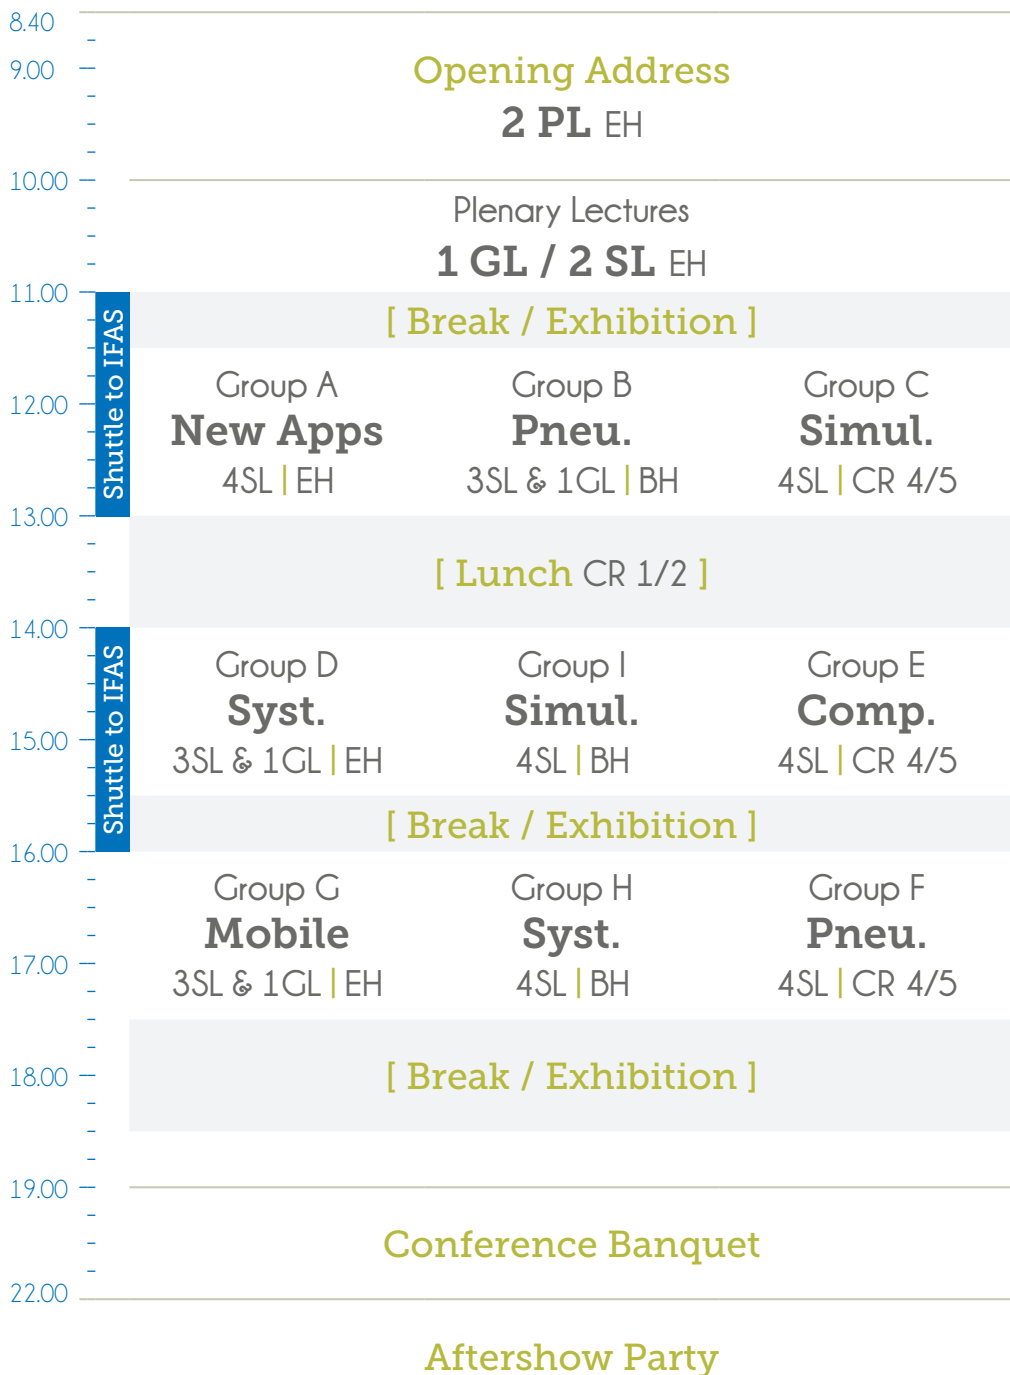 8.40
9.00
Opening Address
2 PL EH
10.00
Plenary Lectures
1 GL / 2 SL EH
11.00
[ Break / Exhibition ]
Shuttle to IFAS
Group A Group B Group C
12.00
New Apps Pneu. Simul.
4SL | EH 3SL & 1GL | BH 4SL | CR 4/5
13.00
[ Lunch CR 1/2 ]
14.00
Shuttle to IFAS
Group D Group I Group E
Syst. Simul. Comp.
15.00
3SL & 1GL | EH 4SL | BH 4SL | CR 4/5
[ Break / Exhibition ]
16.00
Group G Group H Group F
Mobile Syst. Pneu.
17.00
3SL & 1GL | EH 4SL | BH 4SL | CR 4/5
18.00
[ Break / Exhibition ]
19.00
Conference Banquet
22.00
Aftershow Party